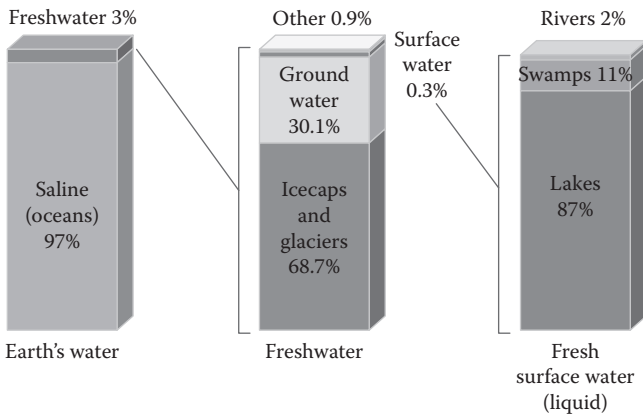 Freshwater 3%
Saline
(oceans)
97%
Earth's water
Other 0.9%
Surface
water
0.3%
Ground
water
30.1%
Icecaps
and
glaciers
68.7%
Freshwater
Rivers 2%
Swamps 11%
Lakes
87%
Fresh
surface water
(liquid)